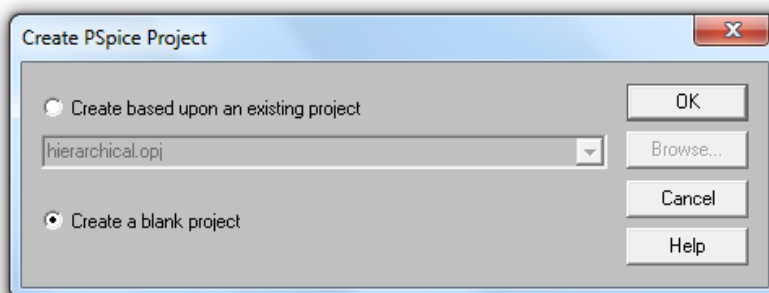 Create PSpice Project
Create based upon an existing project
OK
hierarchical.opj
Browse...
Create a blank project
Cancel
Help